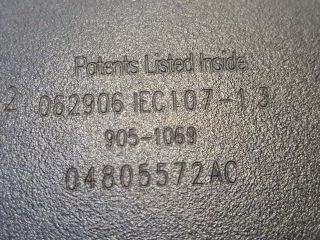 Patents Listed Inside
2 062906 IEC107-1,3
905-1069
04805572AC